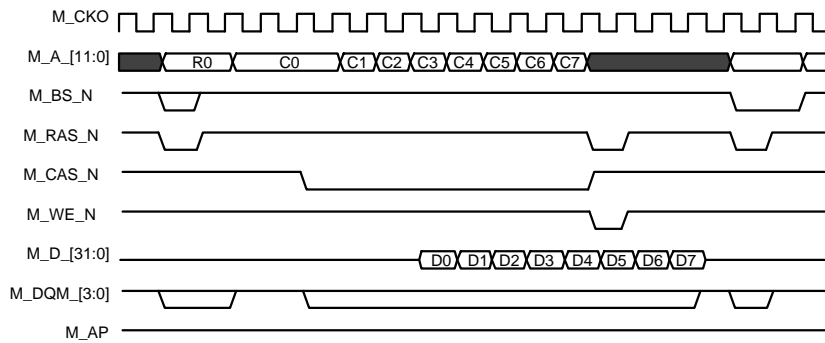 M_CKO
M_A_[11:0] R0 C0 C1 C2 C3 C4 C5 C6 C7
M_BS_N
M_RAS_N
M_CAS_N
M_WE_N
M_D_[31:0] D0 D1 D2 D3 D4 D5 D6 D7
M_DQM_[3:0]
M_AP